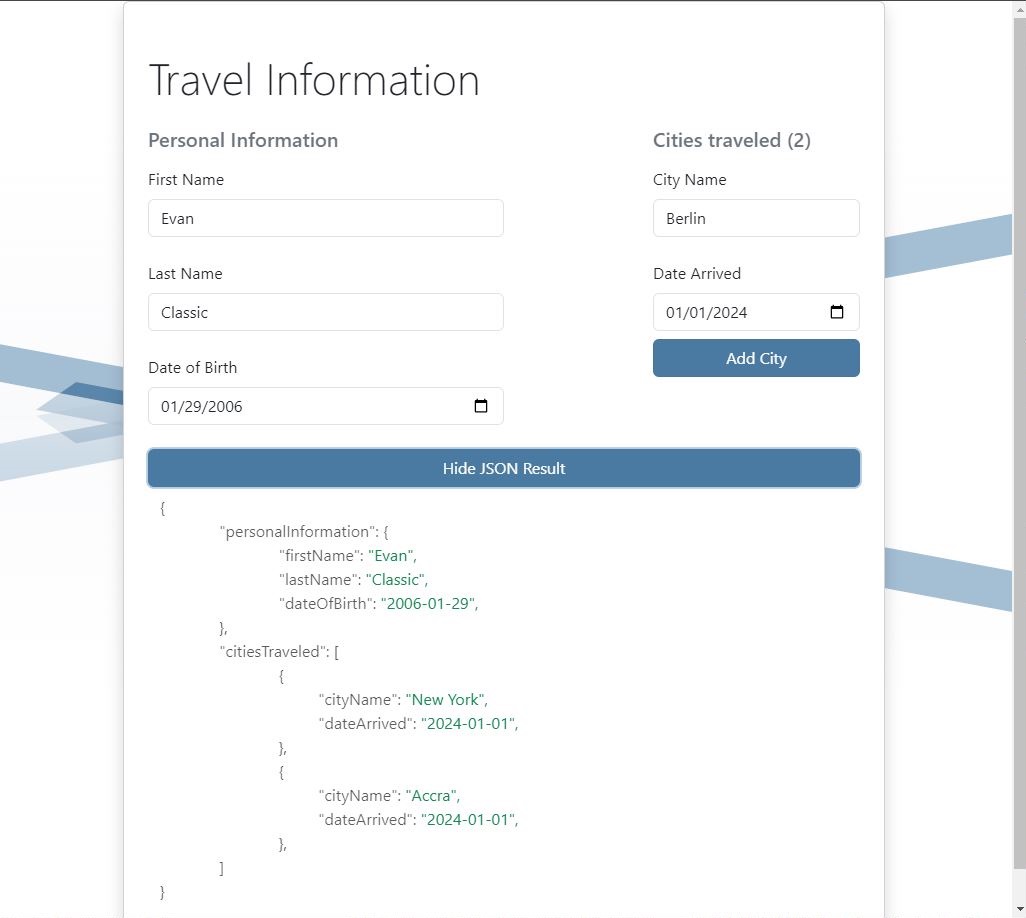 Travel Information
Personal Information
First Name
Evan
Last Name
Classic
Date of Birth
01/29/2006
Cities traveled (2)
City Name
Berlin
Date Arrived
01/01/2024
Add City
Hide JSON Result
{
"personalInformation": {
"firstName": "Evan",
"lastName": "Classic",
"dateOfBirth": "2006-01-29",
},
"citiesTraveled": [
{
"cityName": "New York",
"dateArrived": "2024-01-01",
},
{
"cityName": "Accra",
"dateArrived": "2024-01-01",
},
]
}